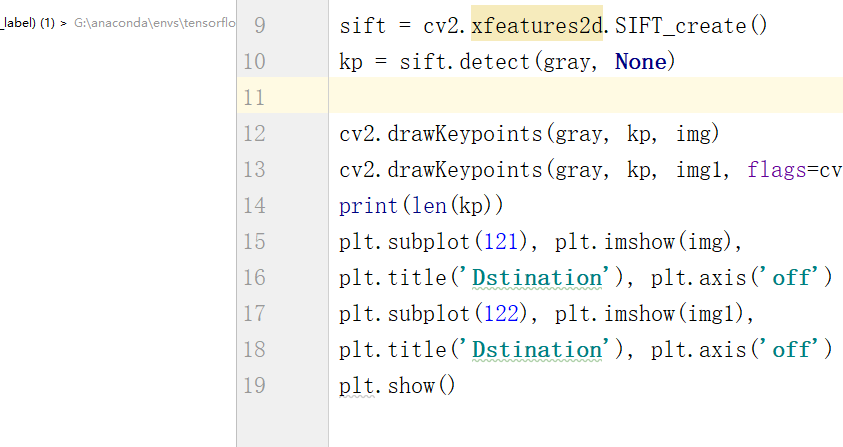 _label) (1) > G:\anaconda\envs\tensorflo
9 sift = cv2.xfeatures2d.SIFT_create()
10 kp = sift.detect(gray, None)
11
12 cv2.drawKeypoints(gray, kp, img)
13 cv2.drawKeypoints(gray, kp, img1, flags=cv
14 print(len(kp))
15 plt.subplot(121), plt.imshow(img),
16 plt.title('Dstination'), plt.axis('off')
17 plt.subplot(122), plt.imshow(img1),
18 plt.title('Dstination'), plt.axis('off')
19 plt.show()